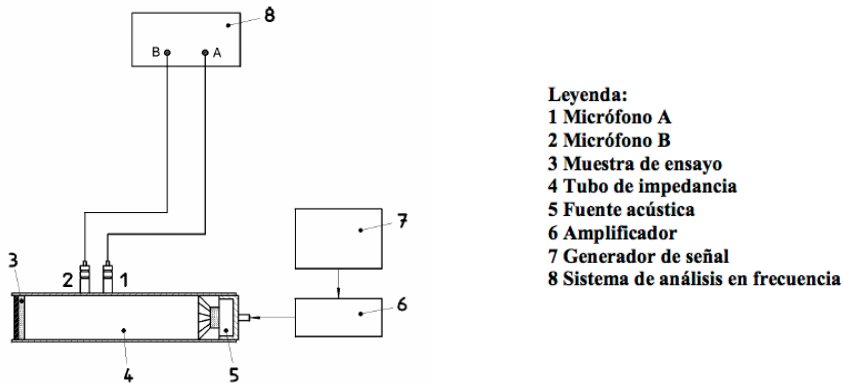 8
B A
7
3
2 1
6
4
5
Leyenda:
1 Micrófono A
2 Micrófono B
3 Muestra de ensayo
4 Tubo de impedancia
5 Fuente acústica
6 Amplificador
7 Generador de señal
8 Sistema de análisis en frecuencia